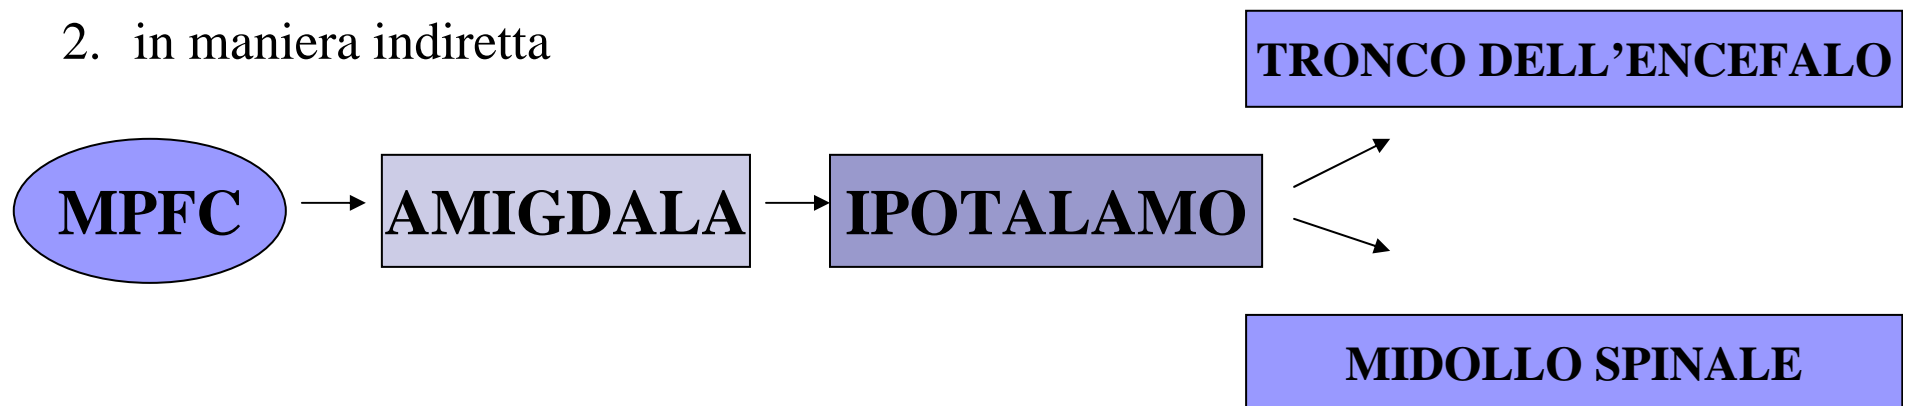 2. in maniera indiretta
TRONCO DELL’ENCEFALO
MPFC
AMIGDALA
IPOTALAMO
MIDOLLO SPINALE